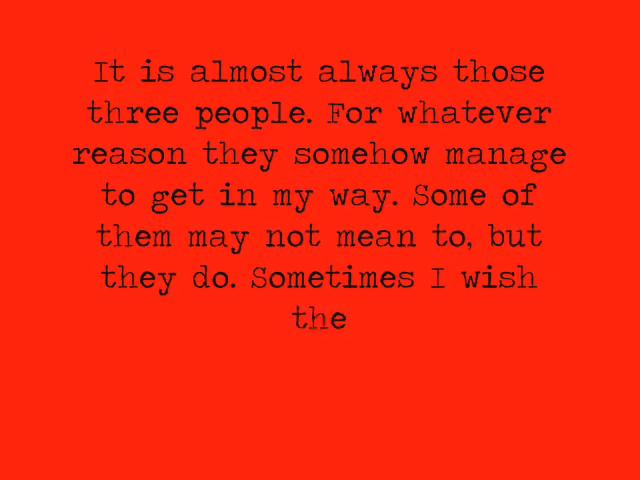 It is almost always those
three people. For whatever
reason they somehow manage
to get in my way. Some of
them may not mean to, but
they do. Sometimes I wish
the